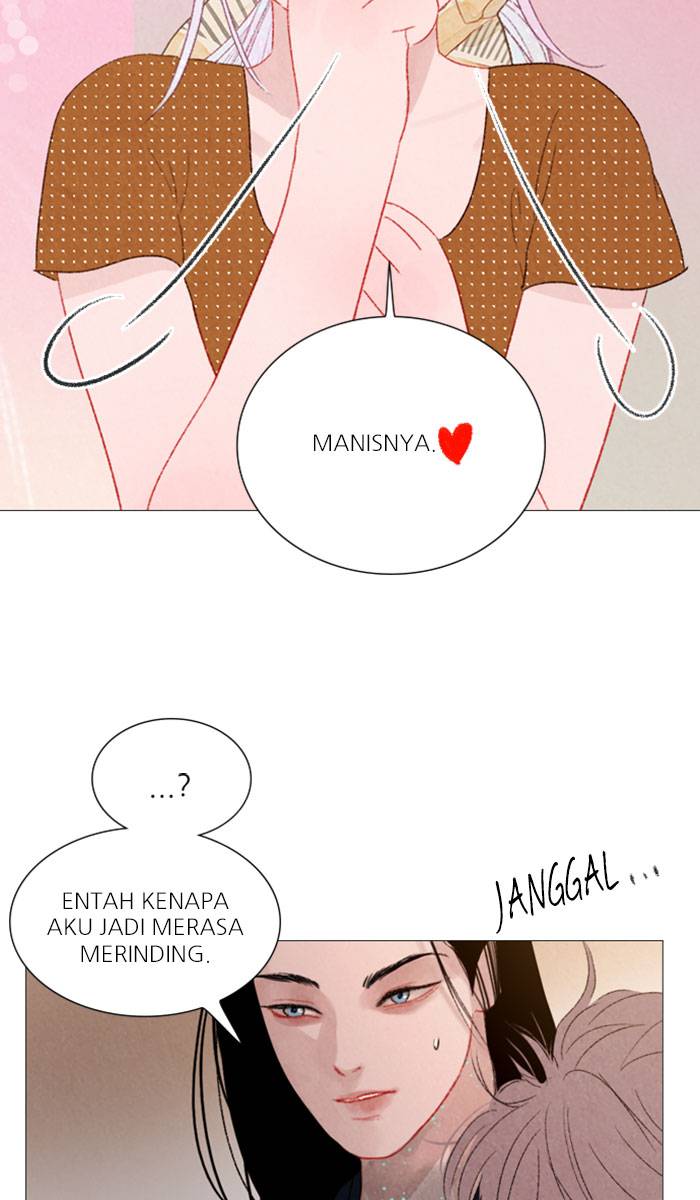 MANISNYA.
...?
ENTAH KENAPA
AKU JADI MERASA
MERINDING.
JANGGAL...